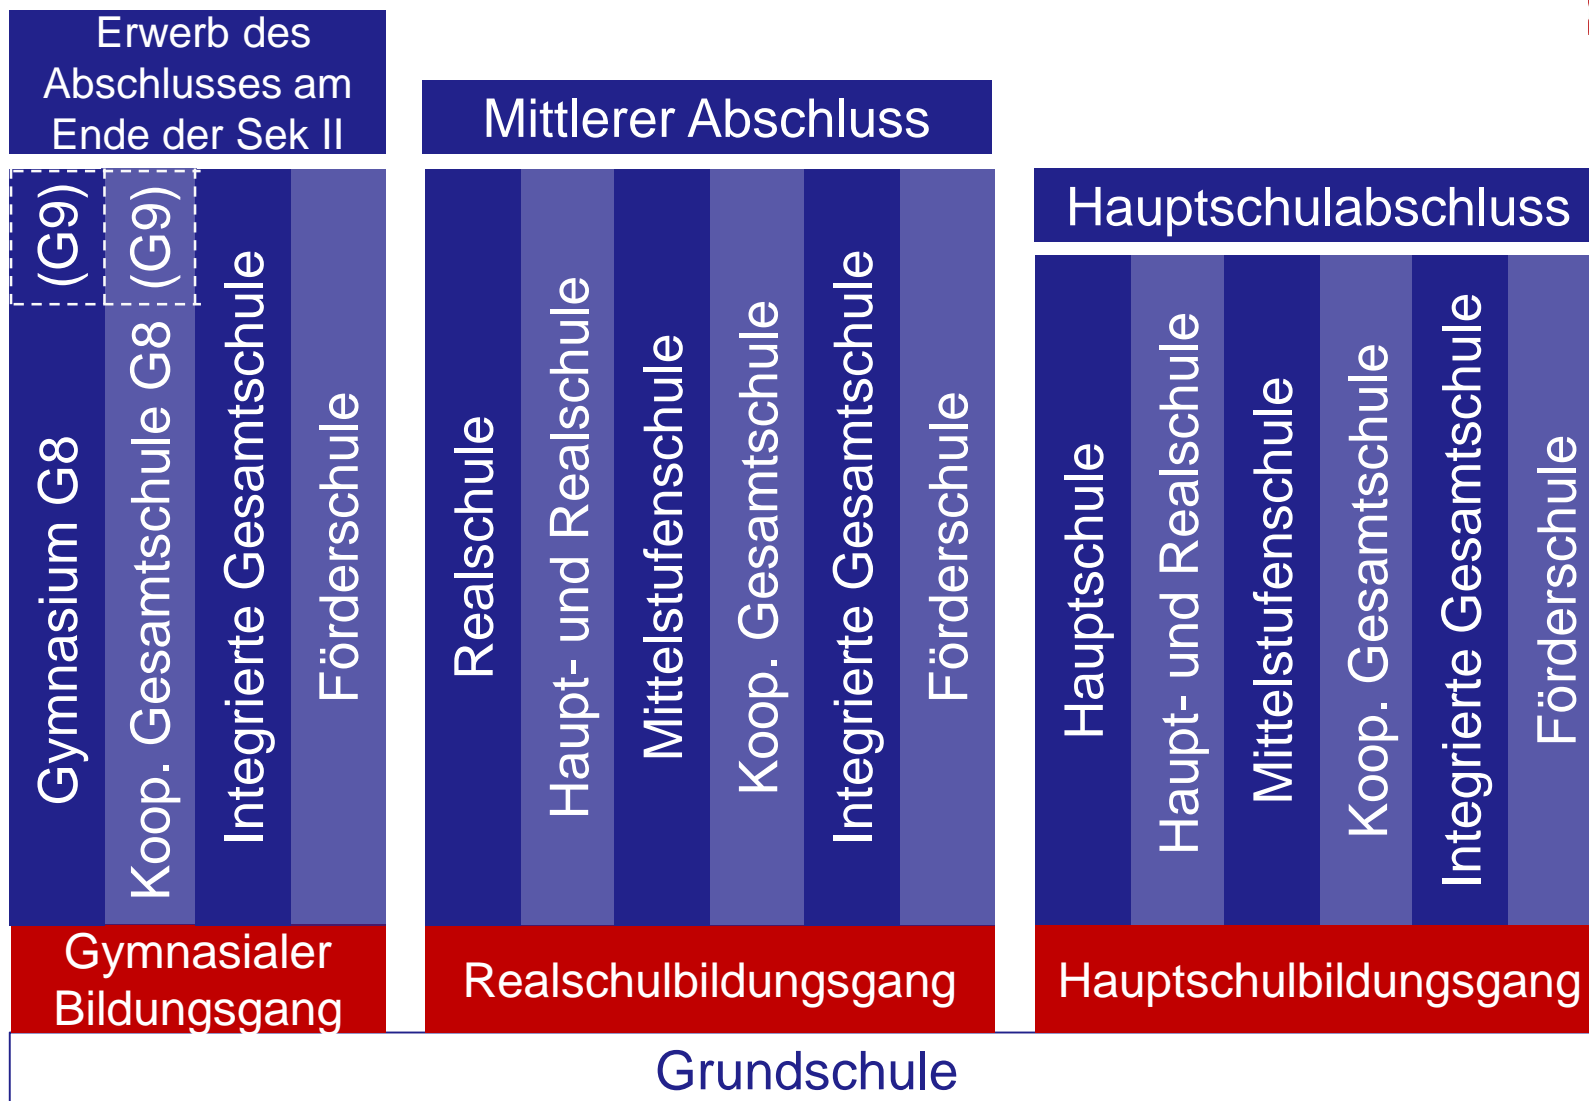 Erwerb des
Abschlusses am
Ende der Sek II
Mittlerer Abschluss
Hauptschulabschluss
Gymnasium G8 (G9)
Koop. Gesamtschule G8 (G9)
Integrierte Gesamtschule
Förderschule
Realschule
Haupt- und Realschule
Mittelstufenschule
Koop. Gesamtschule
Integrierte Gesamtschule
Förderschule
Hauptschule
Haupt- und Realschule
Mittelstufenschule
Koop. Gesamtschule
Integrierte Gesamtschule
Förderschule
Gymnasialer
Bildungsgang
Realschulbildungsgang
Hauptschulbildungsgang
Grundschule